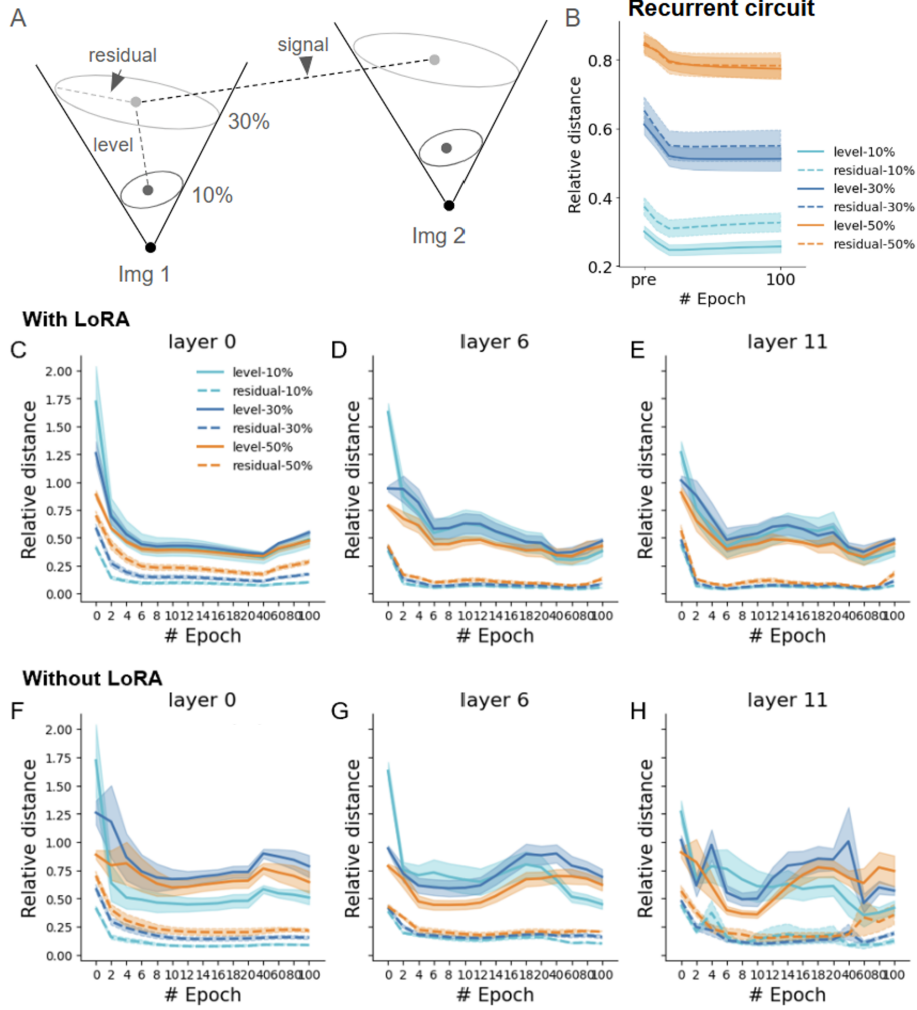 A
residual
signal
level
30%
10%
Img 1
Img 2
B
Recurrent circuit
Relative distance
0.8
0.6
0.4
0.2
pre
100
# Epoch
level-10%
residual-10%
level-30%
residual-30%
level-50%
residual-50%
With LoRA
C
layer 0
Relative distance
2.00
1.75
1.50
1.25
1.00
0.75
0.50
0.25
0.00
level-10%
residual-10%
level-30%
residual-30%
level-50%
residual-50%
0 2 4 6 8 10 12 14 16 18 20 40 60 80 100
# Epoch
D
layer 6
Relative distance
0 2 4 6 8 10 12 14 16 18 20 40 60 80 100
# Epoch
E
layer 11
Relative distance
0 2 4 6 8 10 12 14 16 18 20 40 60 80 100
# Epoch
Without LoRA
F
layer 0
Relative distance
2.00
1.75
1.50
1.25
1.00
0.75
0.50
0.25
0.00
0 2 4 6 8 10 12 14 16 18 20 40 60 80 100
# Epoch
G
layer 6
Relative distance
0 2 4 6 8 10 12 14 16 18 20 40 60 80 100
# Epoch
H
layer 11
Relative distance
0 2 4 6 8 10 12 14 16 18 20 40 60 80 100
# Epoch